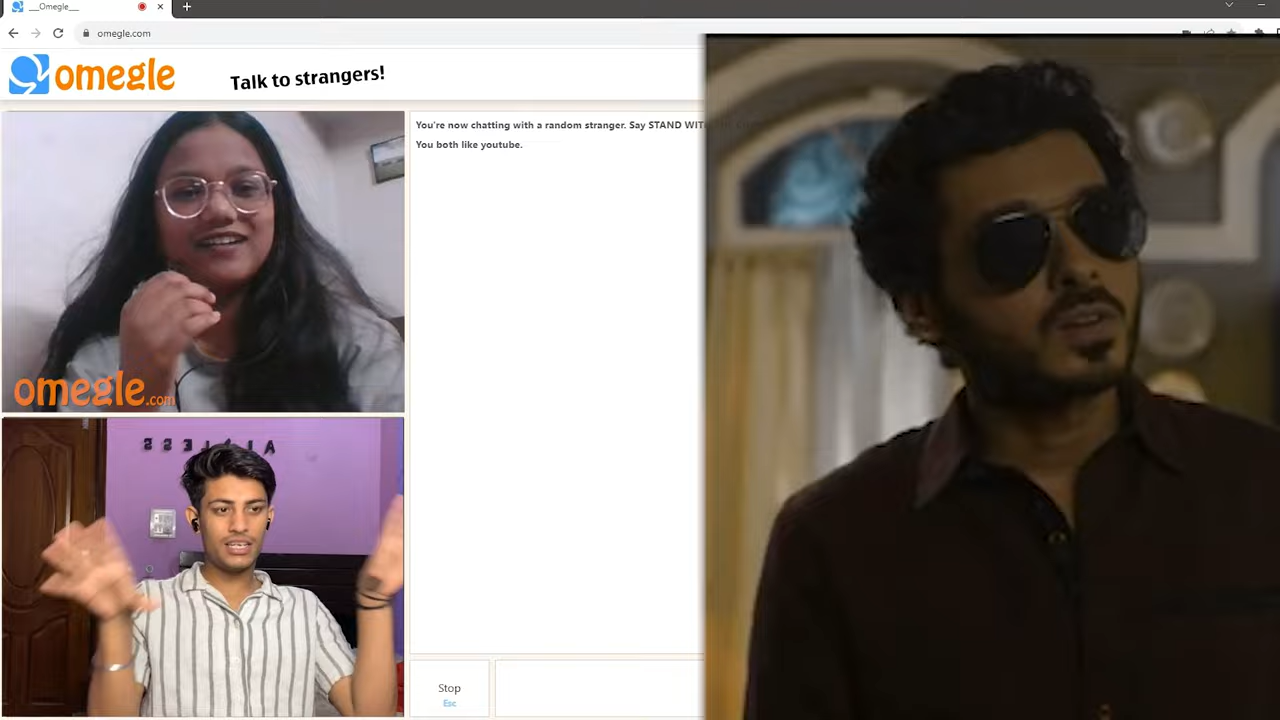 __Omegle__
omegle.com
omegle
Talk to strangers!
You're now chatting with a random stranger. Say STAND WITH
You both like youtube.
omegle.com
Stop
Esc